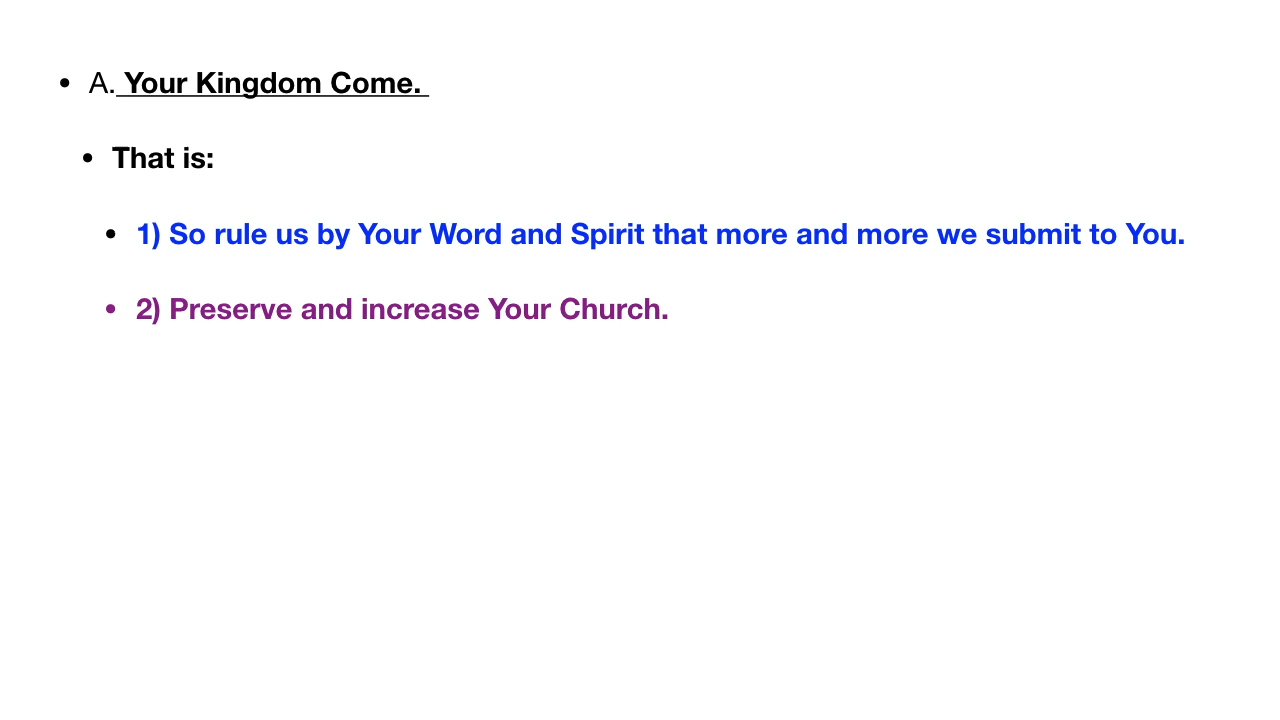 • A. Your Kingdom Come.
• That is:
• 1) So rule us by Your Word and Spirit that more and more we submit to You.
• 2) Preserve and increase Your Church.